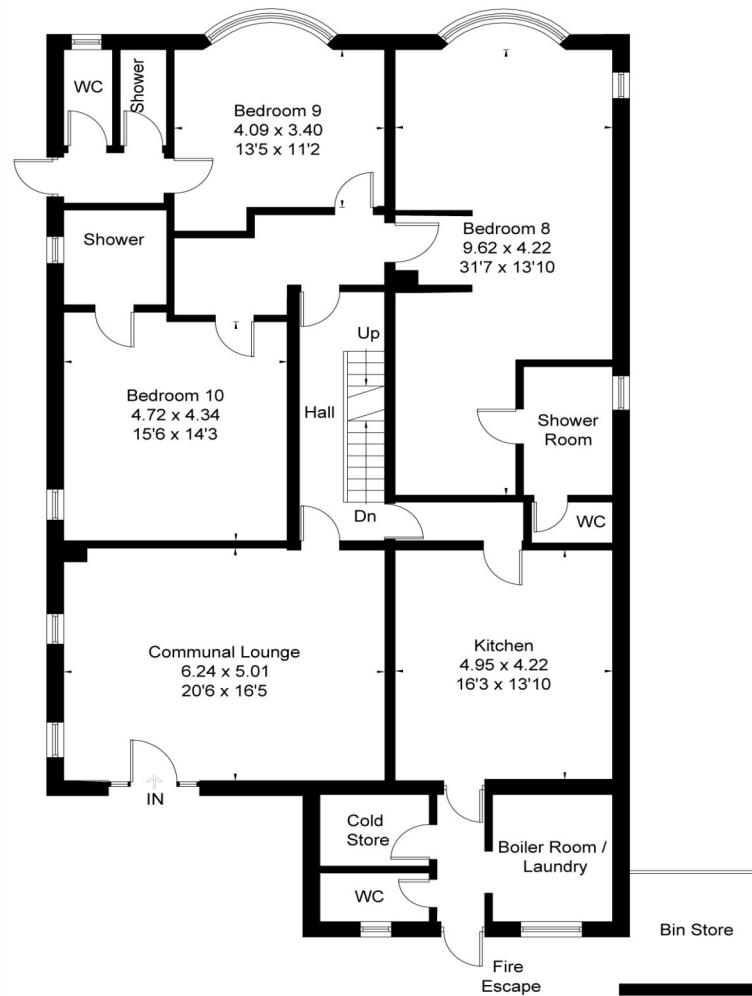 WC
Shower
Bedroom 9
4.09 x 3.40
13'5 x 11'2
Shower
Bedroom 8
9.62 x 4.22
31'7 x 13'10
Up
Bedroom 10
4.72 x 4.34
15'6 x 14'3
Hall
Shower
Room
Dn
WC
Communal Lounge
6.24 x 5.01
20'6 x 16'5
Kitchen
4.95 x 4.22
16'3 x 13'10
IN
Cold
Store
Boiler Room /
Laundry
WC
Bin Store
Fire
Escape